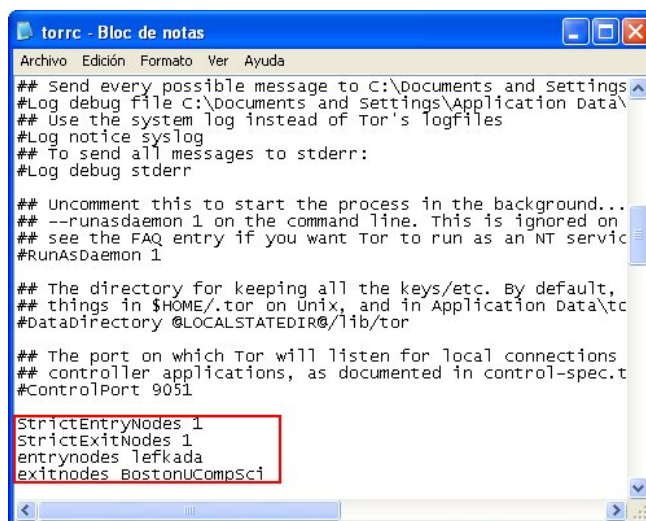 torrc - Bloc de notas
Archivo Edición Formato Ver Ayuda
## Send every possible message to C:\Documents and Settings
#Log debug file C:\Documents and Settings\Application Data\
## Use the system log instead of Tor's logfiles
#Log notice syslog
## To send all messages to stderr:
#Log debug stderr
## Uncomment this to start the process in the background...
## --runasdaemon 1 on the command line. This is ignored on
## see the FAQ entry if you want Tor to run as an NT servic
#RunAsDaemon 1
## The directory for keeping all the keys/etc. By default,
## things in $HOME/.tor on Unix, and in Application Data\to
#DataDirectory @LOCALSTATEDIR@/lib/tor
## The port on which Tor will listen for local connections
## controller applications, as documented in control-spec.t
#ControlPort 9051
StrictEntryNodes 1
StrictExitNodes 1
entrynodes lefkada
exitnodes BostonUCompSci